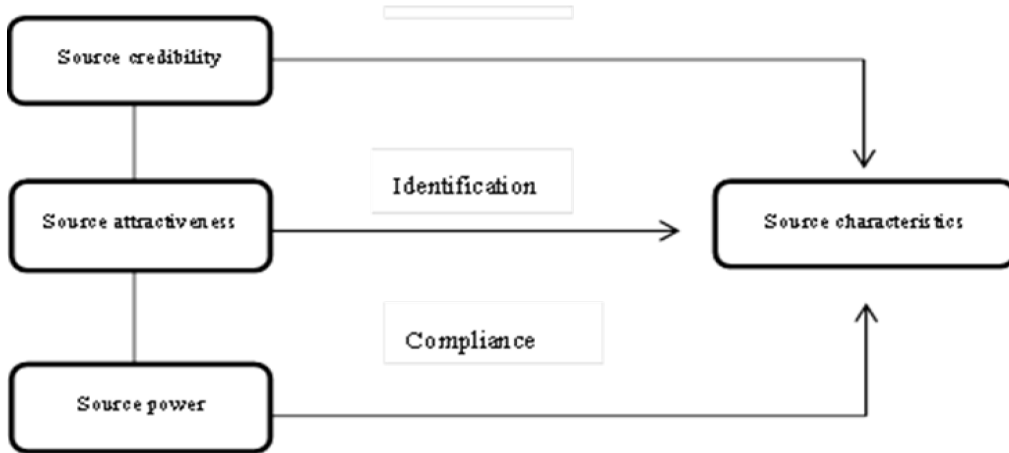 Source credibility
Identification
Source attractiveness
Source characteristics
Compliance
Source power